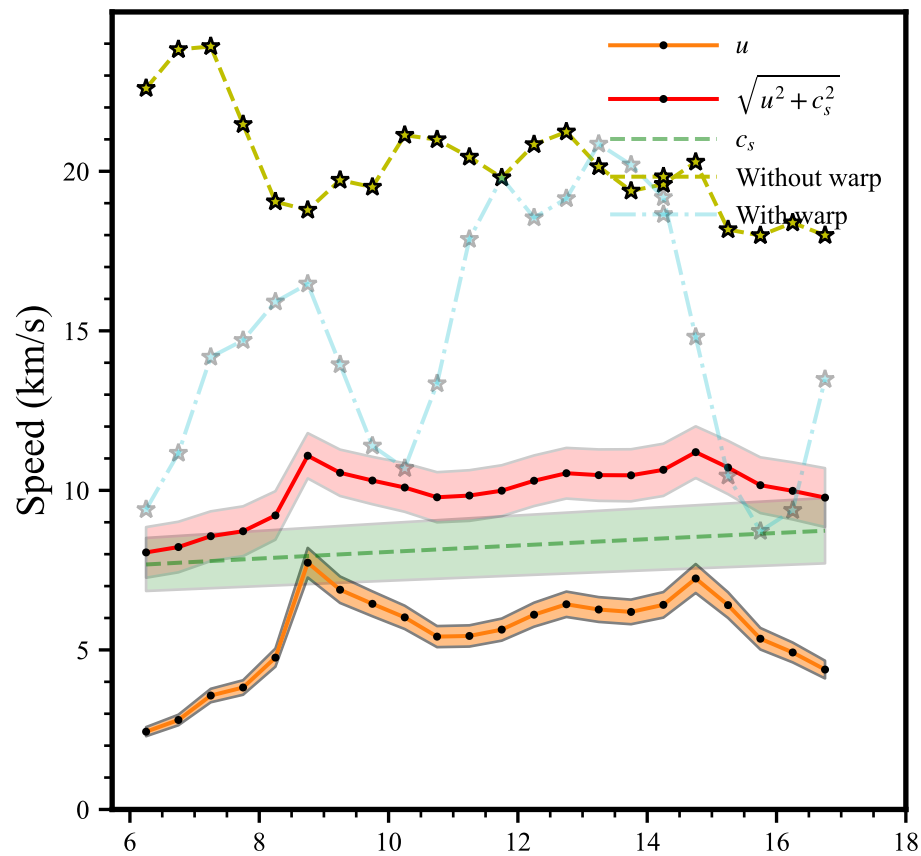 Speed (km/s)
20
15
10
5
0
6 8 10 12 14 16 18
u
√(u² + c_s²)
c_s
Without warp
With warp